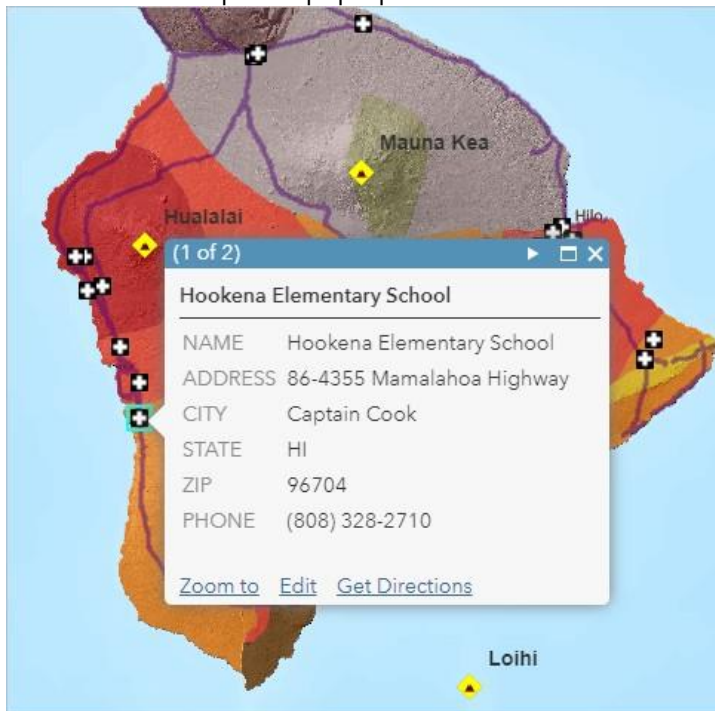 Mauna Kea
Hualalai
Hilo
(1 of 2)
Hookena Elementary School
NAME Hookena Elementary School
ADDRESS 86-4355 Mamalahoa Highway
CITY Captain Cook
STATE HI
ZIP 96704
PHONE (808) 328-2710
Zoom to Edit Get Directions
Loihi